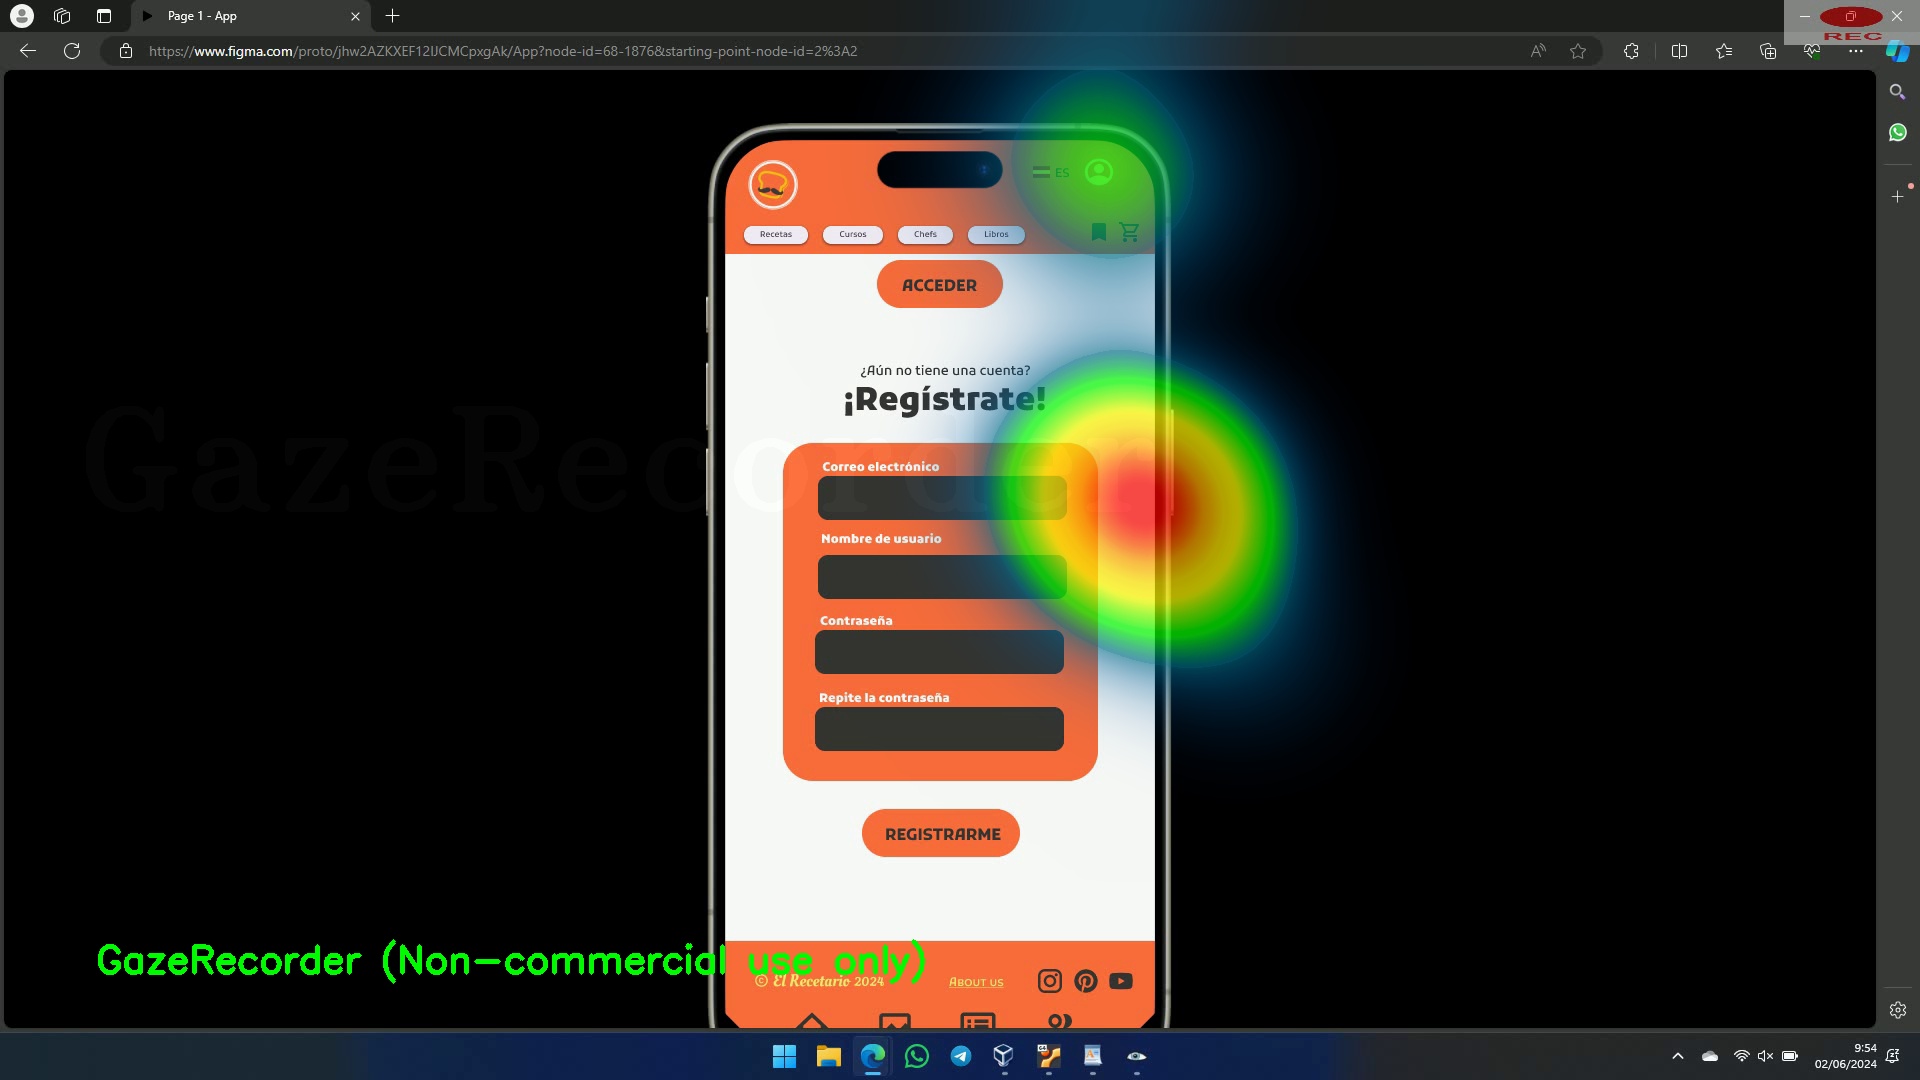 Page 1 - App
REC
https://www.figma.com/proto/jhw2AZKXEF12IJCMCpxgAk/App?node-id=68-1876&starting-point-node-id=2%3A2
ES
Recetas Cursos Chefs Libros
ACCEDER
¿Aún no tiene una cuenta?
¡Regístrate!
GazeRecorder
Correo electrónico
Nombre de usuario
Contraseña
Repite la contraseña
REGISTRARME
GazeRecorder (Non-commercial use only)
© El Recetario 2024 About us
9:54
02/06/2024